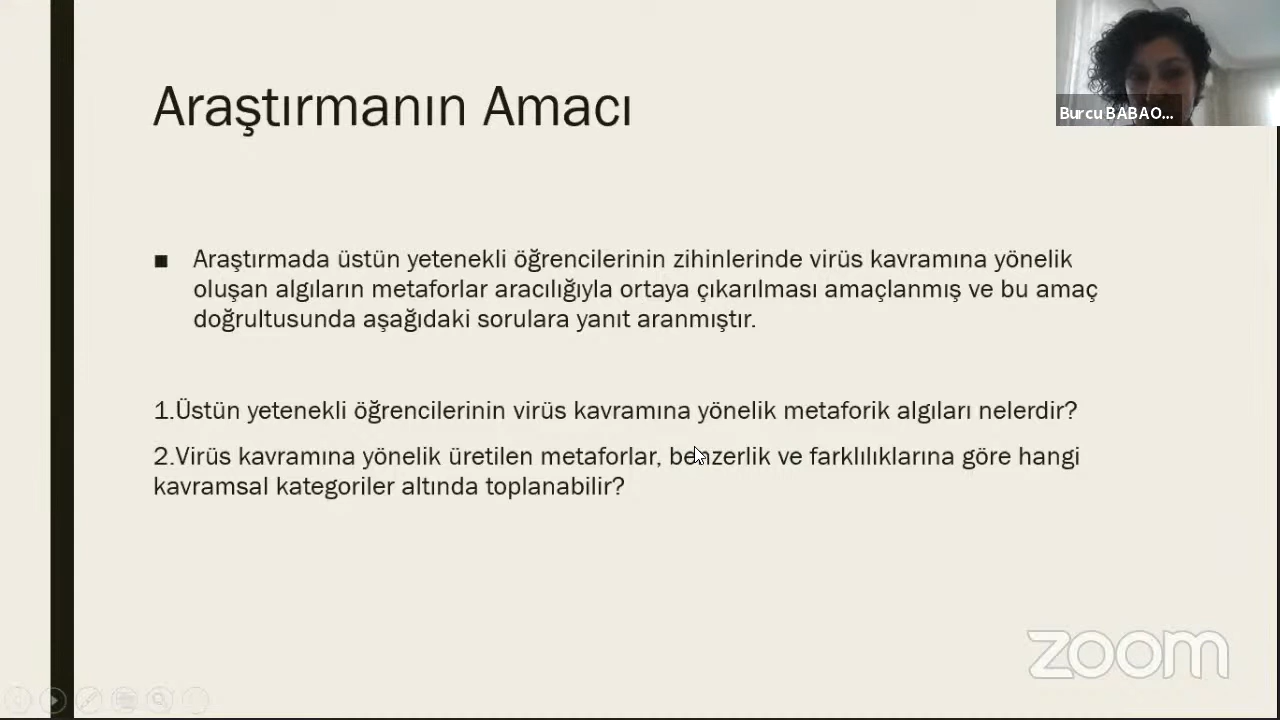 Araştırmanın Amacı
Burcu BABAO...
■ Araştırmada üstün yetenekli öğrencilerinin zihinlerinde virüs kavramına yönelik
oluşan algıların metaforlar aracılığıyla ortaya çıkarılması amaçlanmış ve bu amaç
doğrultusunda aşağıdaki sorulara yanıt aranmıştır.
1.Üstün yetenekli öğrencilerinin virüs kavramına yönelik metaforik algıları nelerdir?
2.Virüs kavramına yönelik üretilen metaforlar, benzerlik ve farklılıklarına göre hangi
kavramsal kategoriler altında toplanabilir?
zoom